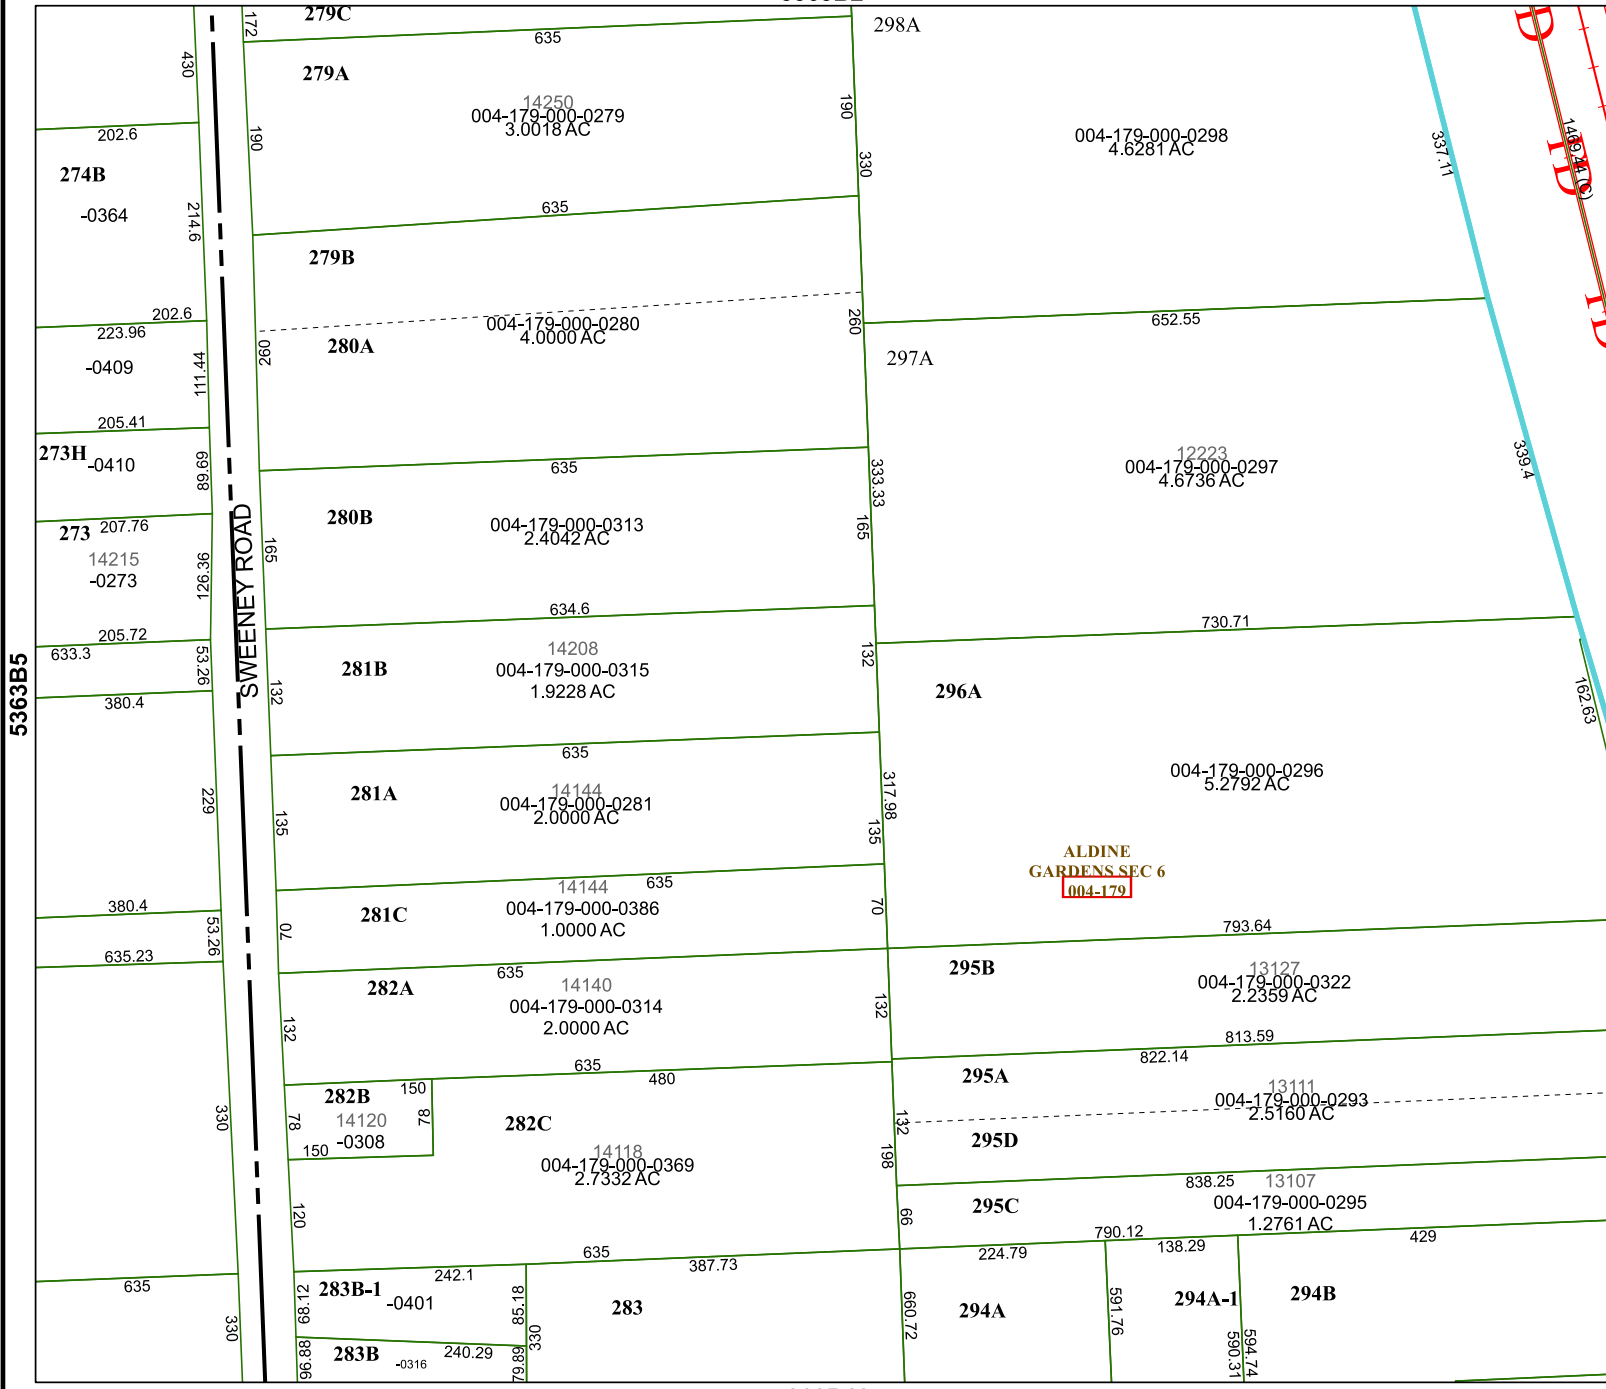 279C
172
635
298A
430
279A
14250
004-179-000-0279
3.0018 AC
190
190
330
004-179-000-0298
4.6281 AC
337.11
1469.44 (C)
202.6
274B
-0364
214.6
635
279B
202.6
223.96
-0409
111.44
004-179-000-0280
4.0000 AC
280A
260
260
652.55
297A
205.41
273H
-0410
69.68
635
333.33
12223
004-179-000-0297
4.6736 AC
339.4
273
207.76
14215
-0273
126.36
SWEENEY ROAD
165
280B
004-179-000-0313
2.4042 AC
165
634.6
730.71
205.72
633.3
53.26
380.4
5363B5
132
281B
14208
004-179-000-0315
1.9228 AC
132
296A
162.63
635
004-179-000-0296
5.2792 AC
229
281A
14144
004-179-000-0281
2.0000 AC
135
317.98
135
ALDINE
GARDENS SEC 6
004-179
635
380.4
53.26
635.23
70
281C
14144
004-179-000-0386
1.0000 AC
70
793.64
635
282A
14140
004-179-000-0314
2.0000 AC
132
132
295B
13127
004-179-000-0322
2.2359 AC
813.59
822.14
635
480
150
282B
14120
-0308
78
78
150
330
282C
14118
004-179-000-0369
2.7332 AC
295A
13111
004-179-000-0293
2.5160 AC
132
295D
198
838.25
13107
295C
004-179-000-0295
1.2761 AC
66
120
635
387.73
790.12
224.79
138.29
429
635
242.1
283B-1
-0401
68.12
81.98
330
283
660.72
294A
591.76
294A-1
294B
594.74
590.31
330
283B
-0316
240.29
96.88